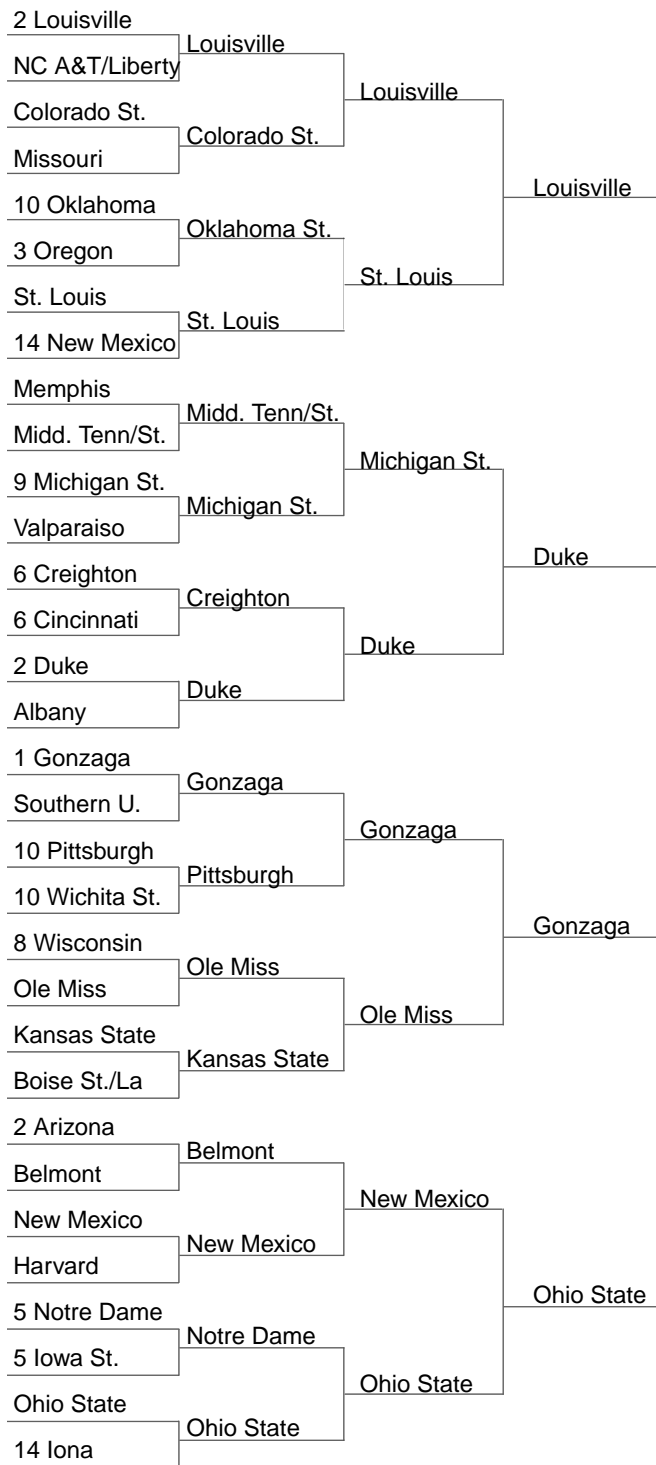 2 Louisville
NC A&T/Liberty
Colorado St.
Missouri
10 Oklahoma
3 Oregon
St. Louis
14 New Mexico
Memphis
Midd. Tenn/St.
9 Michigan St.
Valparaiso
6 Creighton
6 Cincinnati
2 Duke
Albany
1 Gonzaga
Southern U.
10 Pittsburgh
10 Wichita St.
8 Wisconsin
Ole Miss
Kansas State
Boise St./La
2 Arizona
Belmont
New Mexico
Harvard
5 Notre Dame
5 Iowa St.
Ohio State
14 Iona
Louisville
Colorado St.
Oklahoma St.
St. Louis
Midd. Tenn/St.
Michigan St.
Creighton
Duke
Gonzaga
Pittsburgh
Ole Miss
Kansas State
Belmont
New Mexico
Notre Dame
Ohio State
Louisville
St. Louis
Michigan St.
Duke
Gonzaga
Ole Miss
New Mexico
Ohio State
Louisville
Duke
Gonzaga
Ohio State